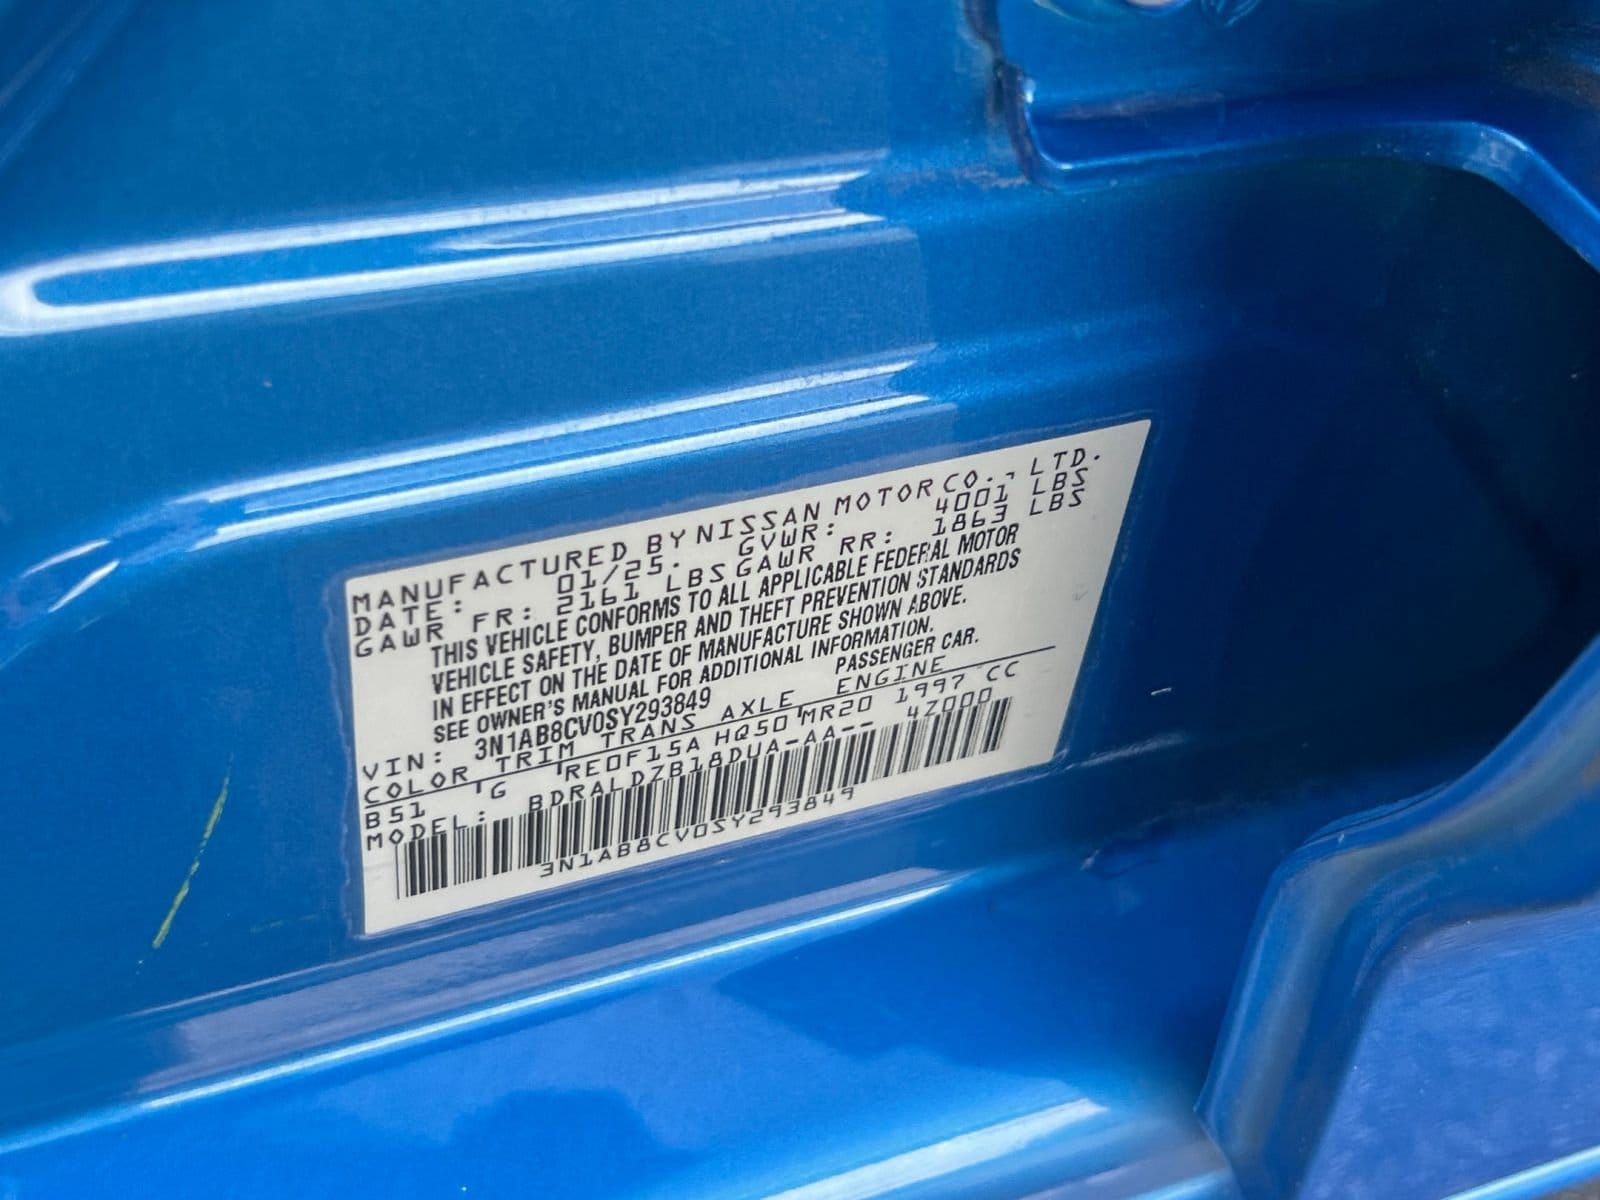 MANUFACTURED BY NISSAN MOTOR CO., LTD.
DATE: 01/25. GVWR: 4001 LBS
GAWR FR: 2161 LBS GAWR RR: 1863 LBS
THIS VEHICLE CONFORMS TO ALL APPLICABLE FEDERAL MOTOR
VEHICLE SAFETY, BUMPER AND THEFT PREVENTION STANDARDS
IN EFFECT ON THE DATE OF MANUFACTURE SHOWN ABOVE.
SEE OWNER'S MANUAL FOR ADDITIONAL INFORMATION.
VIN: 3N1AB8CV0SY293849 PASSENGER CAR.
COLOR TRIM TRANS AXLE ENGINE
B51 G RE0F15A HQ50 MR20 1997 CC
MODEL: BDRALDZB18DUA-AA-- 4Z000
3N1AB8CV0SY293849